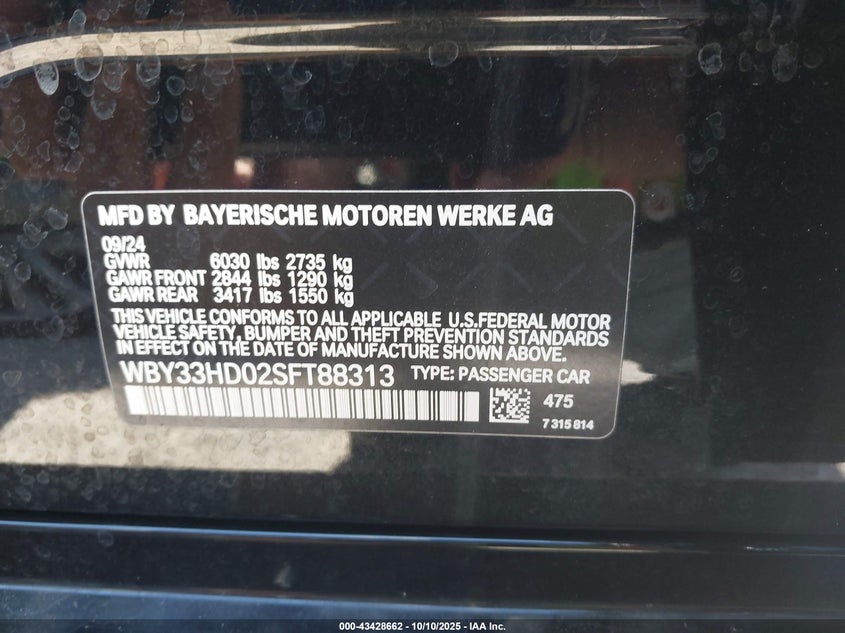 MFD BY BAYERISCHE MOTOREN WERKE AG
09/24
GVWR 6030 lbs 2735 kg
GAWR FRONT 2844 lbs 1290 kg
GAWR REAR 3417 lbs 1550 kg
THIS VEHICLE CONFORMS TO ALL APPLICABLE U.S.FEDERAL MOTOR
VEHICLE SAFETY, BUMPER AND THEFT PREVENTION STANDARDS
IN EFFECT ON THE DATE OF MANUFACTURE SHOWN ABOVE.
WBY33HD02SFT88313 TYPE: PASSENGER CAR
475
7 315 814
000-43428662 - 10/10/2025 - IAA Inc.